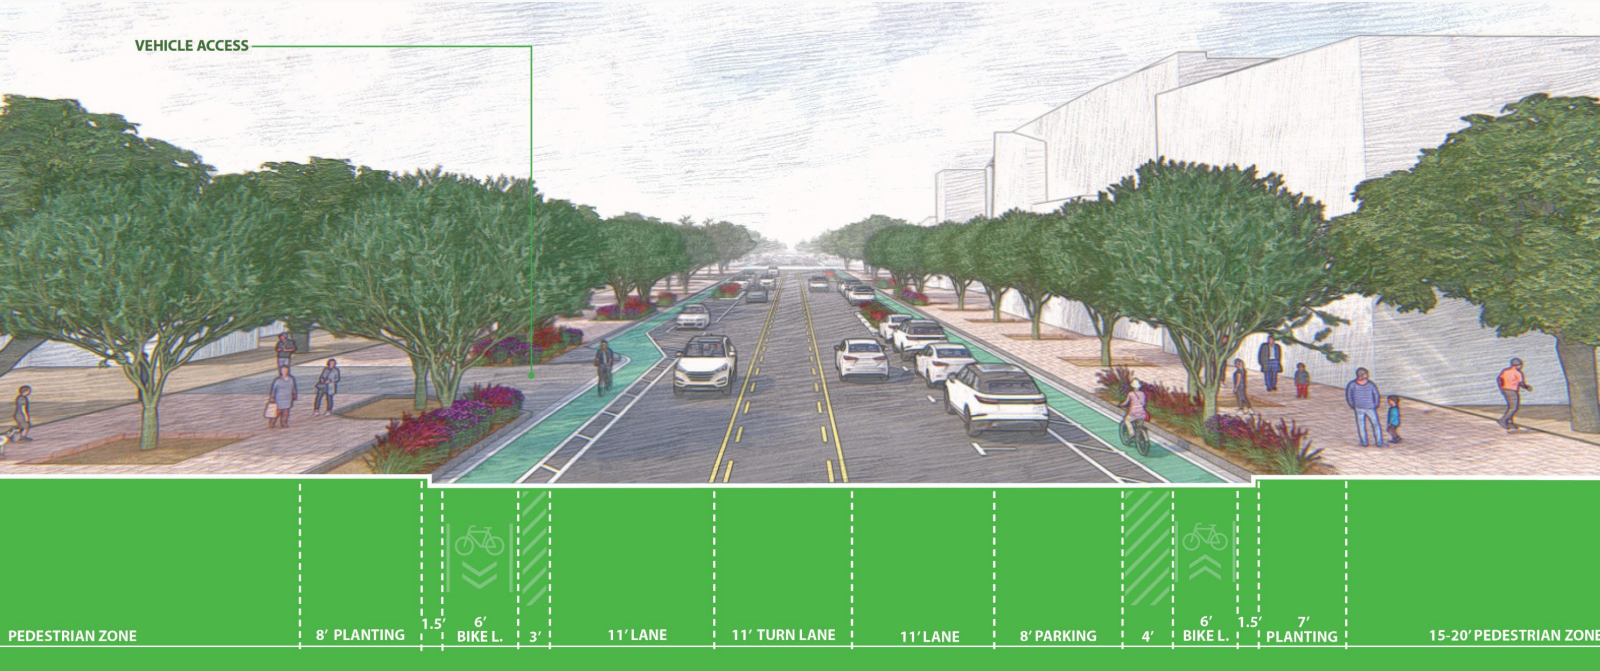 VEHICLE ACCESS
PEDESTRIAN ZONE
8' PLANTING
1.5'
6'
BIKE L.
3'
11' LANE
11' TURN LANE
11' LANE
8' PARKING
4'
6'
BIKE L.
1.5'
7'
PLANTING
15-20' PEDESTRIAN ZONE